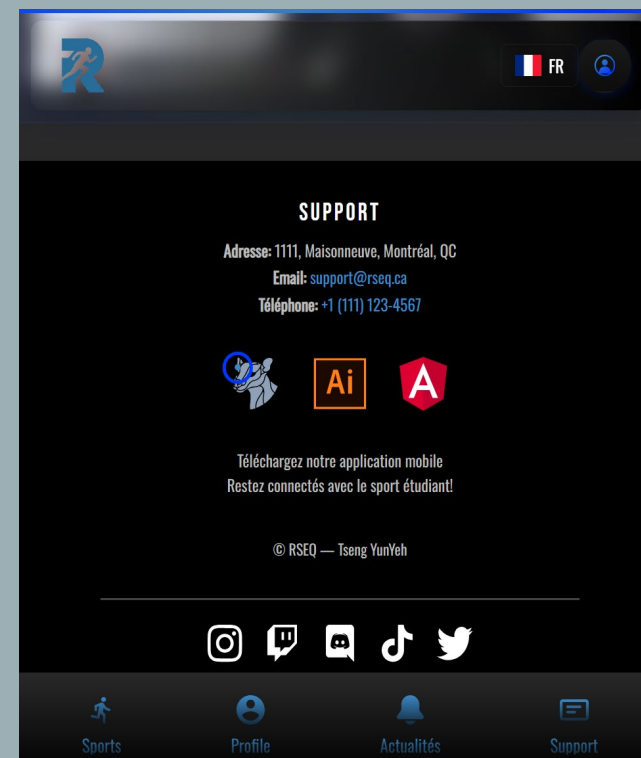 R
FR
SUPPORT
Adresse: 1111, Maisonneuve, Montréal, QC
Email: support@rseq.ca
Téléphone: +1 (111) 123-4567
Ai
A
Téléchargez notre application mobile
Restez connectés avec le sport étudiant!
© RSEQ — Tseng YunYeh
Sports
Profile
Actualités
Support